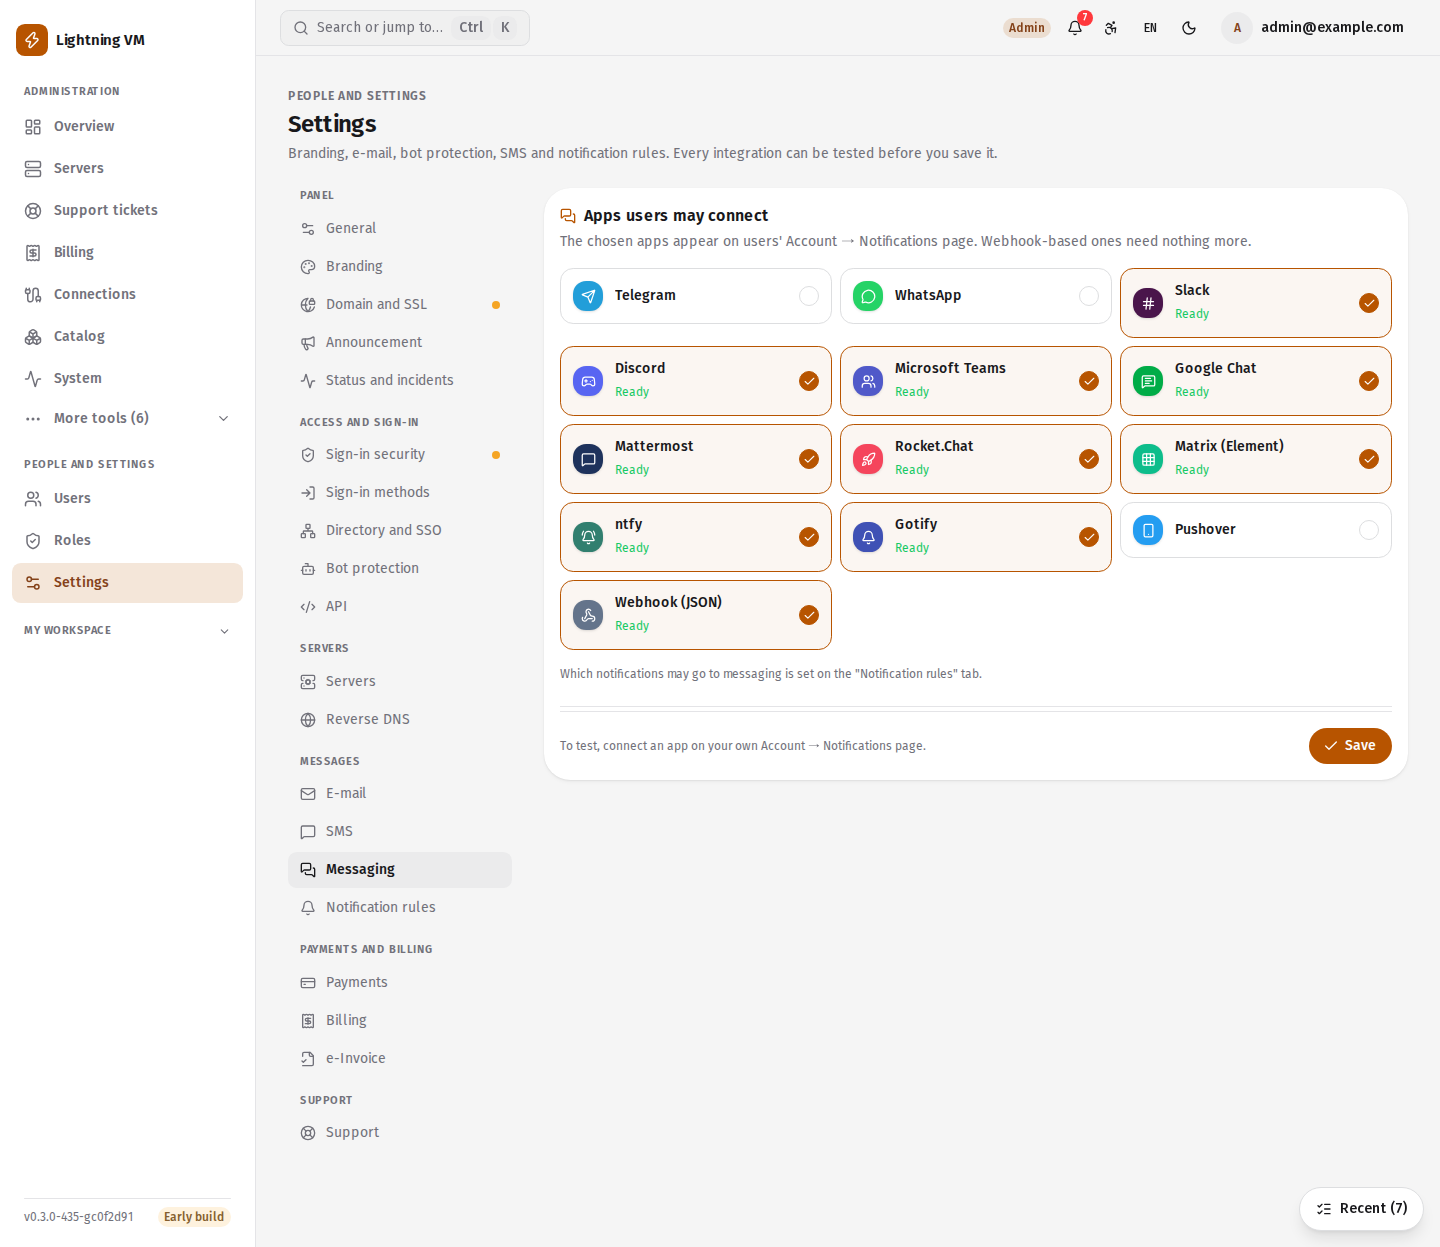 Lightning VM
ADMINISTRATION
Overview
Servers
Support tickets
Billing
Connections
Catalog
System
More tools (6)
PEOPLE AND SETTINGS
Users
Roles
Settings
MY WORKSPACE
v0.3.0-435-gc0f2d91 Early build
Search or jump to... Ctrl K
Admin 7 EN A admin@example.com
PEOPLE AND SETTINGS
Settings
Branding, e-mail, bot protection, SMS and notification rules. Every integration can be tested before you save it.
PANEL
General
Branding
Domain and SSL
Announcement
Status and incidents
ACCESS AND SIGN-IN
Sign-in security
Sign-in methods
Directory and SSO
Bot protection
API
SERVERS
Servers
Reverse DNS
MESSAGES
E-mail
SMS
Messaging
Notification rules
PAYMENTS AND BILLING
Payments
Billing
e-Invoice
SUPPORT
Support
Apps users may connect
The chosen apps appear on users' Account → Notifications page. Webhook-based ones need nothing more.
Telegram
WhatsApp
Slack
Ready
Discord
Ready
Microsoft Teams
Ready
Google Chat
Ready
Mattermost
Ready
Rocket.Chat
Ready
Matrix (Element)
Ready
ntfy
Ready
Gotify
Ready
Pushover
Webhook (JSON)
Ready
Which notifications may go to messaging is set on the "Notification rules" tab.
To test, connect an app on your own Account → Notifications page.
Save
Recent (7)